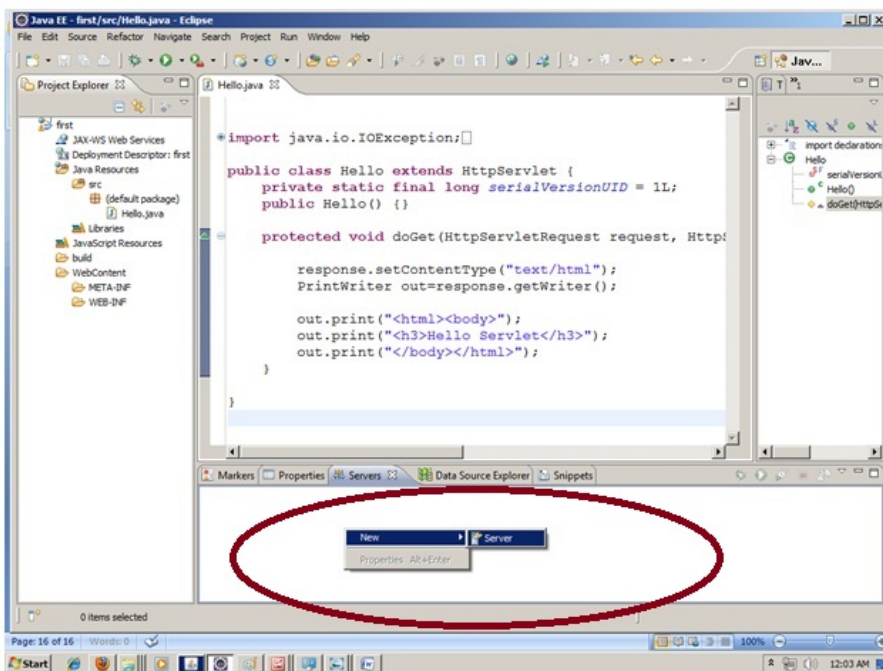 Java EE - first/src/Hello.java - Eclipse
File Edit Source Refactor Navigate Search Project Run Window Help
Jav...
Project Explorer
Hello.java
first
JAX-WS Web Services
Deployment Descriptor: first
Java Resources
src
(default package)
Hello.java
Libraries
JavaScript Resources
build
WebContent
META-INF
WEB-INF
import java.io.IOException;
public class Hello extends HttpServlet {
private static final long serialVersionUID = 1L;
public Hello() {}
protected void doGet(HttpServletRequest request, HttpS
response.setContentType("text/html");
PrintWriter out=response.getWriter();
out.print("<html><body>");
out.print("<h3>Hello Servlet</h3>");
out.print("</body></html>");
}
}
import declarations
Hello
serialVersionU
Hello()
doGet(HttpSe
Markers Properties Servers Data Source Explorer Snippets
New Server
Properties Alt+Enter
0 items selected
Page: 16 of 16 Words: 0 100%
Start 12:03 AM